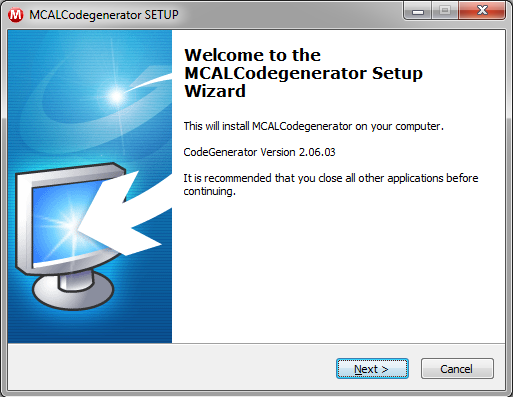 MCALCodegenerator SETUP
Welcome to the
MCALCodegenerator Setup
Wizard
This will install MCALCodegenerator on your computer.
CodeGenerator Version 2.06.03
It is recommended that you close all other applications before
continuing.
Next >
Cancel